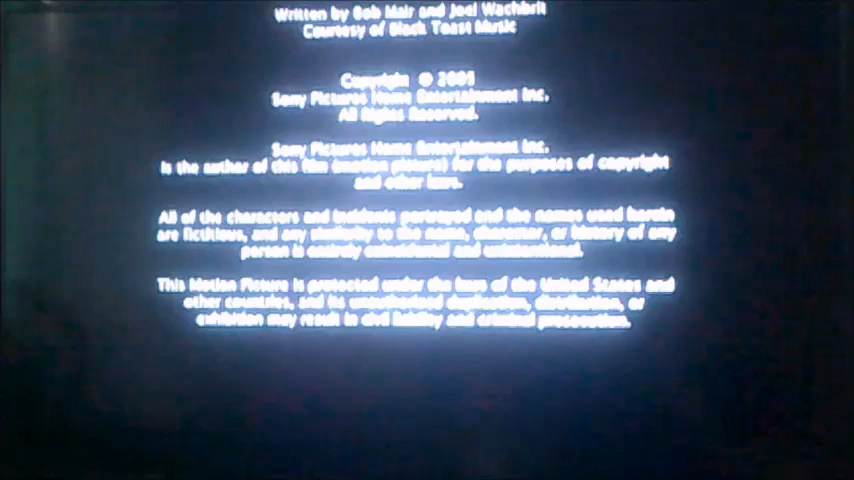 Written by Bob Mair and Joel Wachbrit
Courtesy of Black Toast Music
Copyright © 2005
Sony Pictures Home Entertainment Inc.
All Rights Reserved.
Sony Pictures Home Entertainment Inc.
is the author of this film (motion picture) for the purposes of copyright
and other laws.
All of the characters and incidents portrayed and the names used herein
are fictitious, and any similarity to the name, character, or history of any
person is entirely coincidental and unintentional.
This Motion Picture is protected under the laws of the United States and
other countries, and its unauthorized duplication, distribution, or
exhibition may result in civil liability and criminal prosecution.